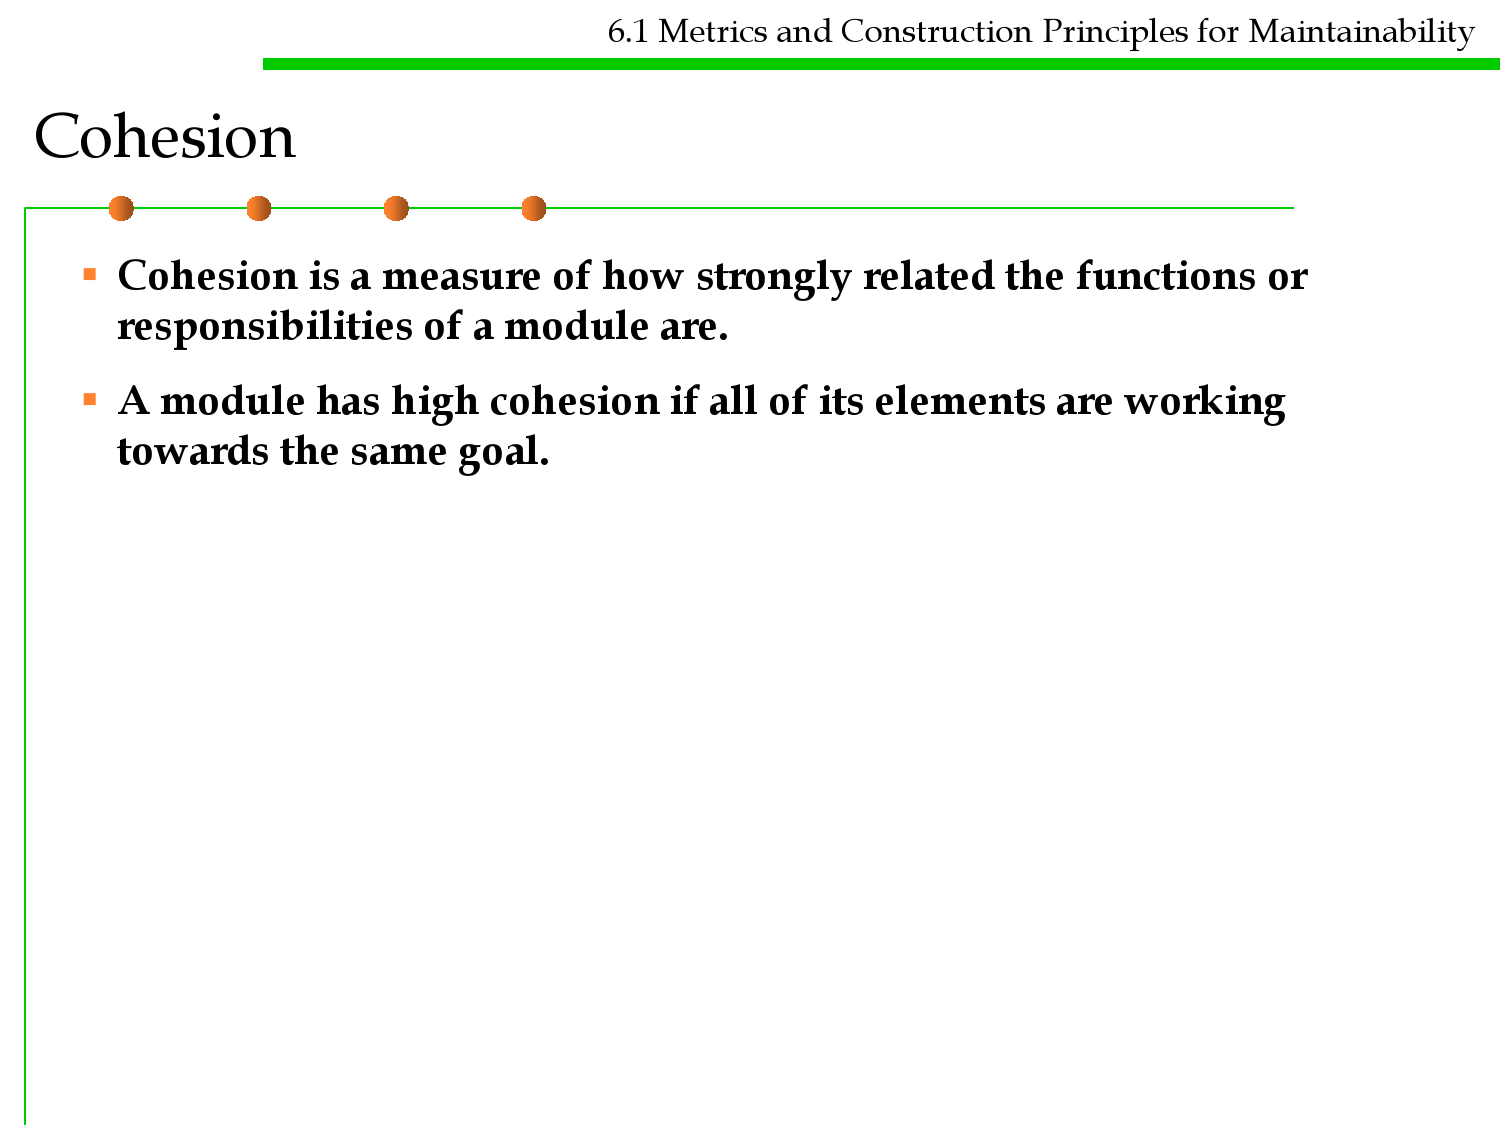 6.1 Metrics and Construction Principles for Maintainability
Cohesion
Cohesion is a measure of how strongly related the functions or
responsibilities of a module are.
A module has high cohesion if all of its elements are working
towards the same goal.